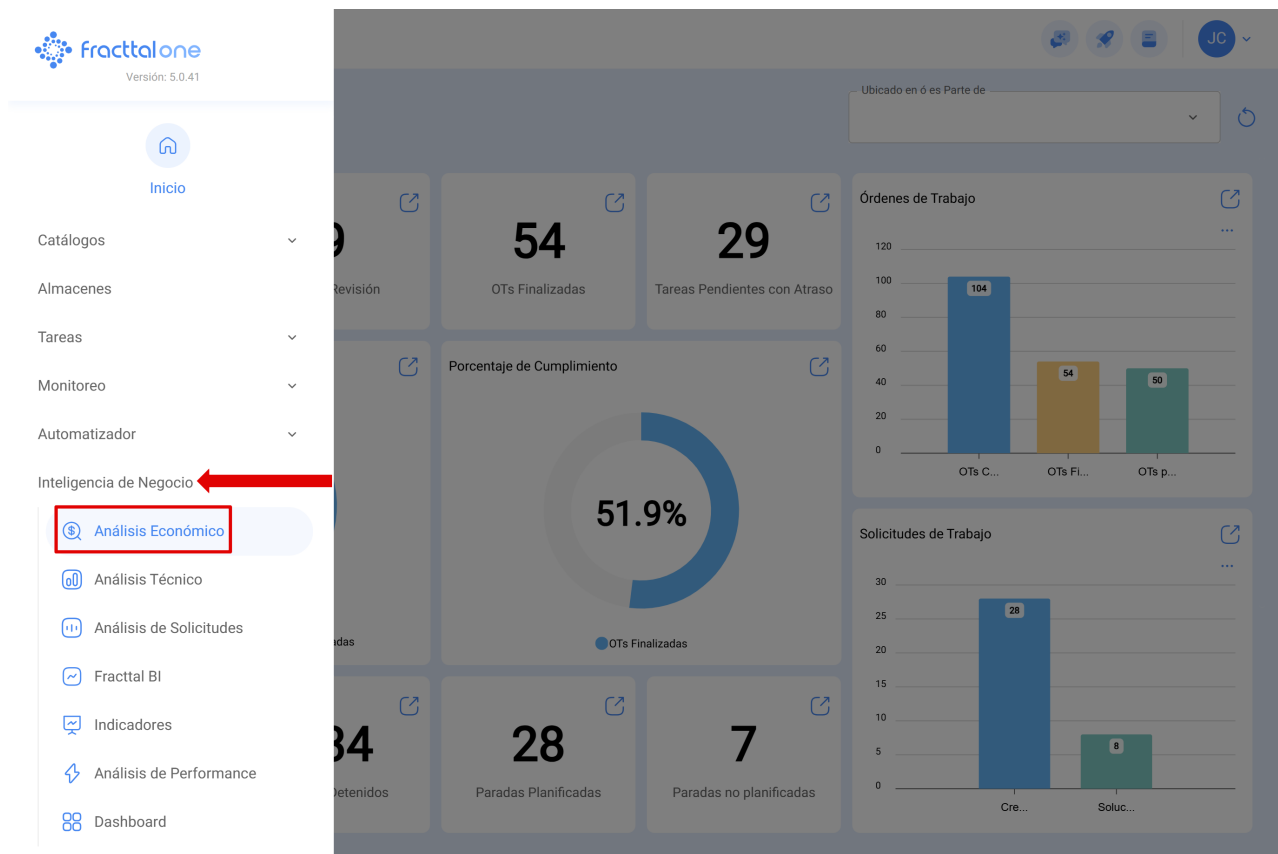 fracttal one
Versión: 5.0.41
Inicio
Catálogos
Almacenes
Tareas
Monitoreo
Automatizador
Inteligencia de Negocio
Análisis Económico
Análisis Técnico
Análisis de Solicitudes
Fracttal BI
Indicadores
Análisis de Performance
Dashboard
JC
Ubicado en ó es Parte de
Revisión
54
OTs Finalizadas
29
Tareas Pendientes con Atraso
Órdenes de Trabajo
120
100
80
60
40
20
0
104
54
50
OTs C...
OTs Fi...
OTs p...
Porcentaje de Cumplimiento
51.9%
OTs Finalizadas
Solicitudes de Trabajo
30
25
20
15
10
5
0
28
8
Cre...
Soluc...
28
Paradas Planificadas
7
Paradas no planificadas